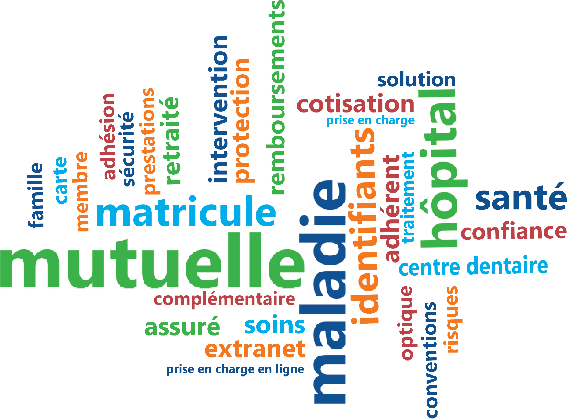 solution
cotisation
prise en charge
remboursements
intervention
protection
adhésion
sécurité
prestations
retraité
famille
carte
membre
matricule
mutuelle
maladie
identifiants
adhérent
traitement
hôpital
santé
confiance
centre dentaire
complémentaire
assuré
soins
extranet
prise en charge en ligne
optique
conventions
risques